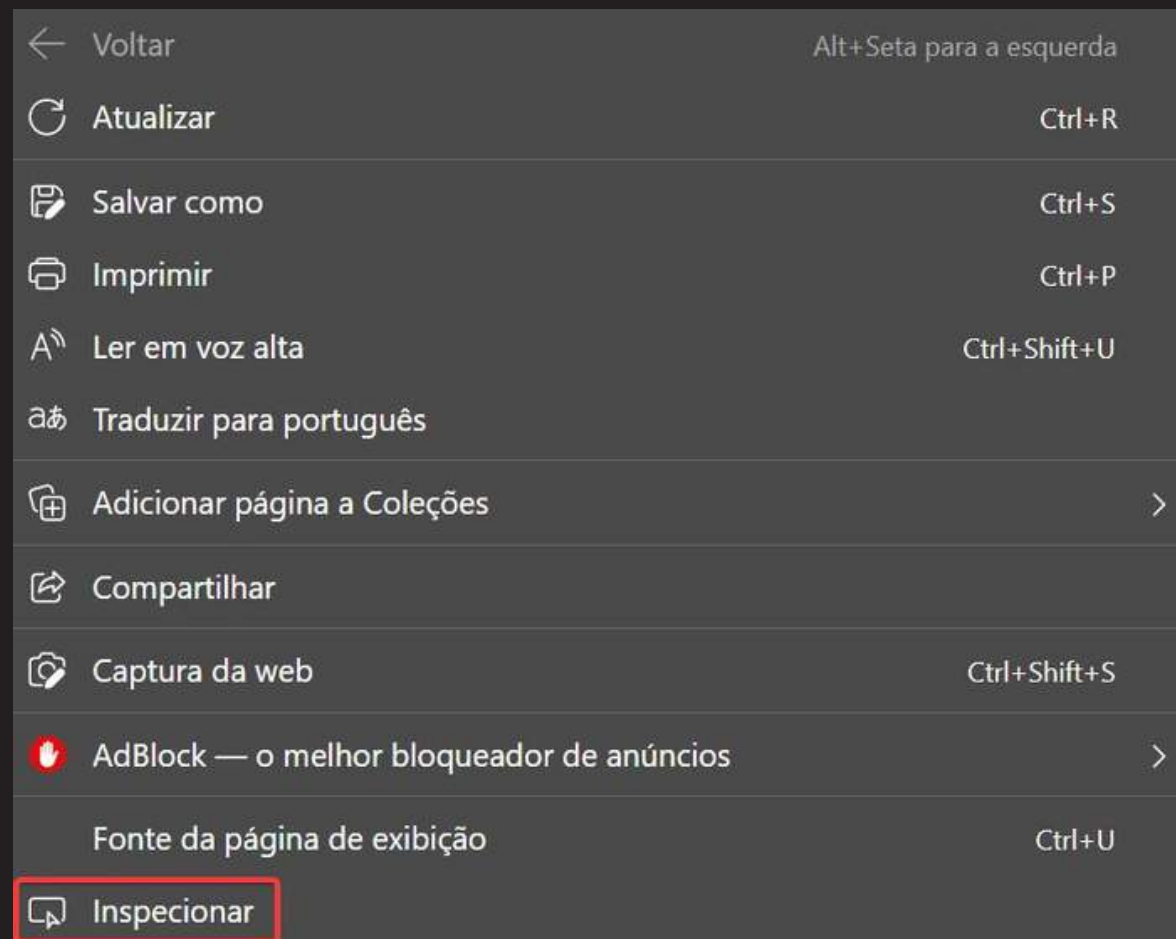 Voltar Alt+Seta para a esquerda
Atualizar Ctrl+R
Salvar como Ctrl+S
Imprimir Ctrl+P
Ler em voz alta Ctrl+Shift+U
aあ Traduzir para português
Adicionar página a Coleções
Compartilhar
Captura da web Ctrl+Shift+S
AdBlock — o melhor bloqueador de anúncios
Fonte da página de exibição Ctrl+U
Inspecionar